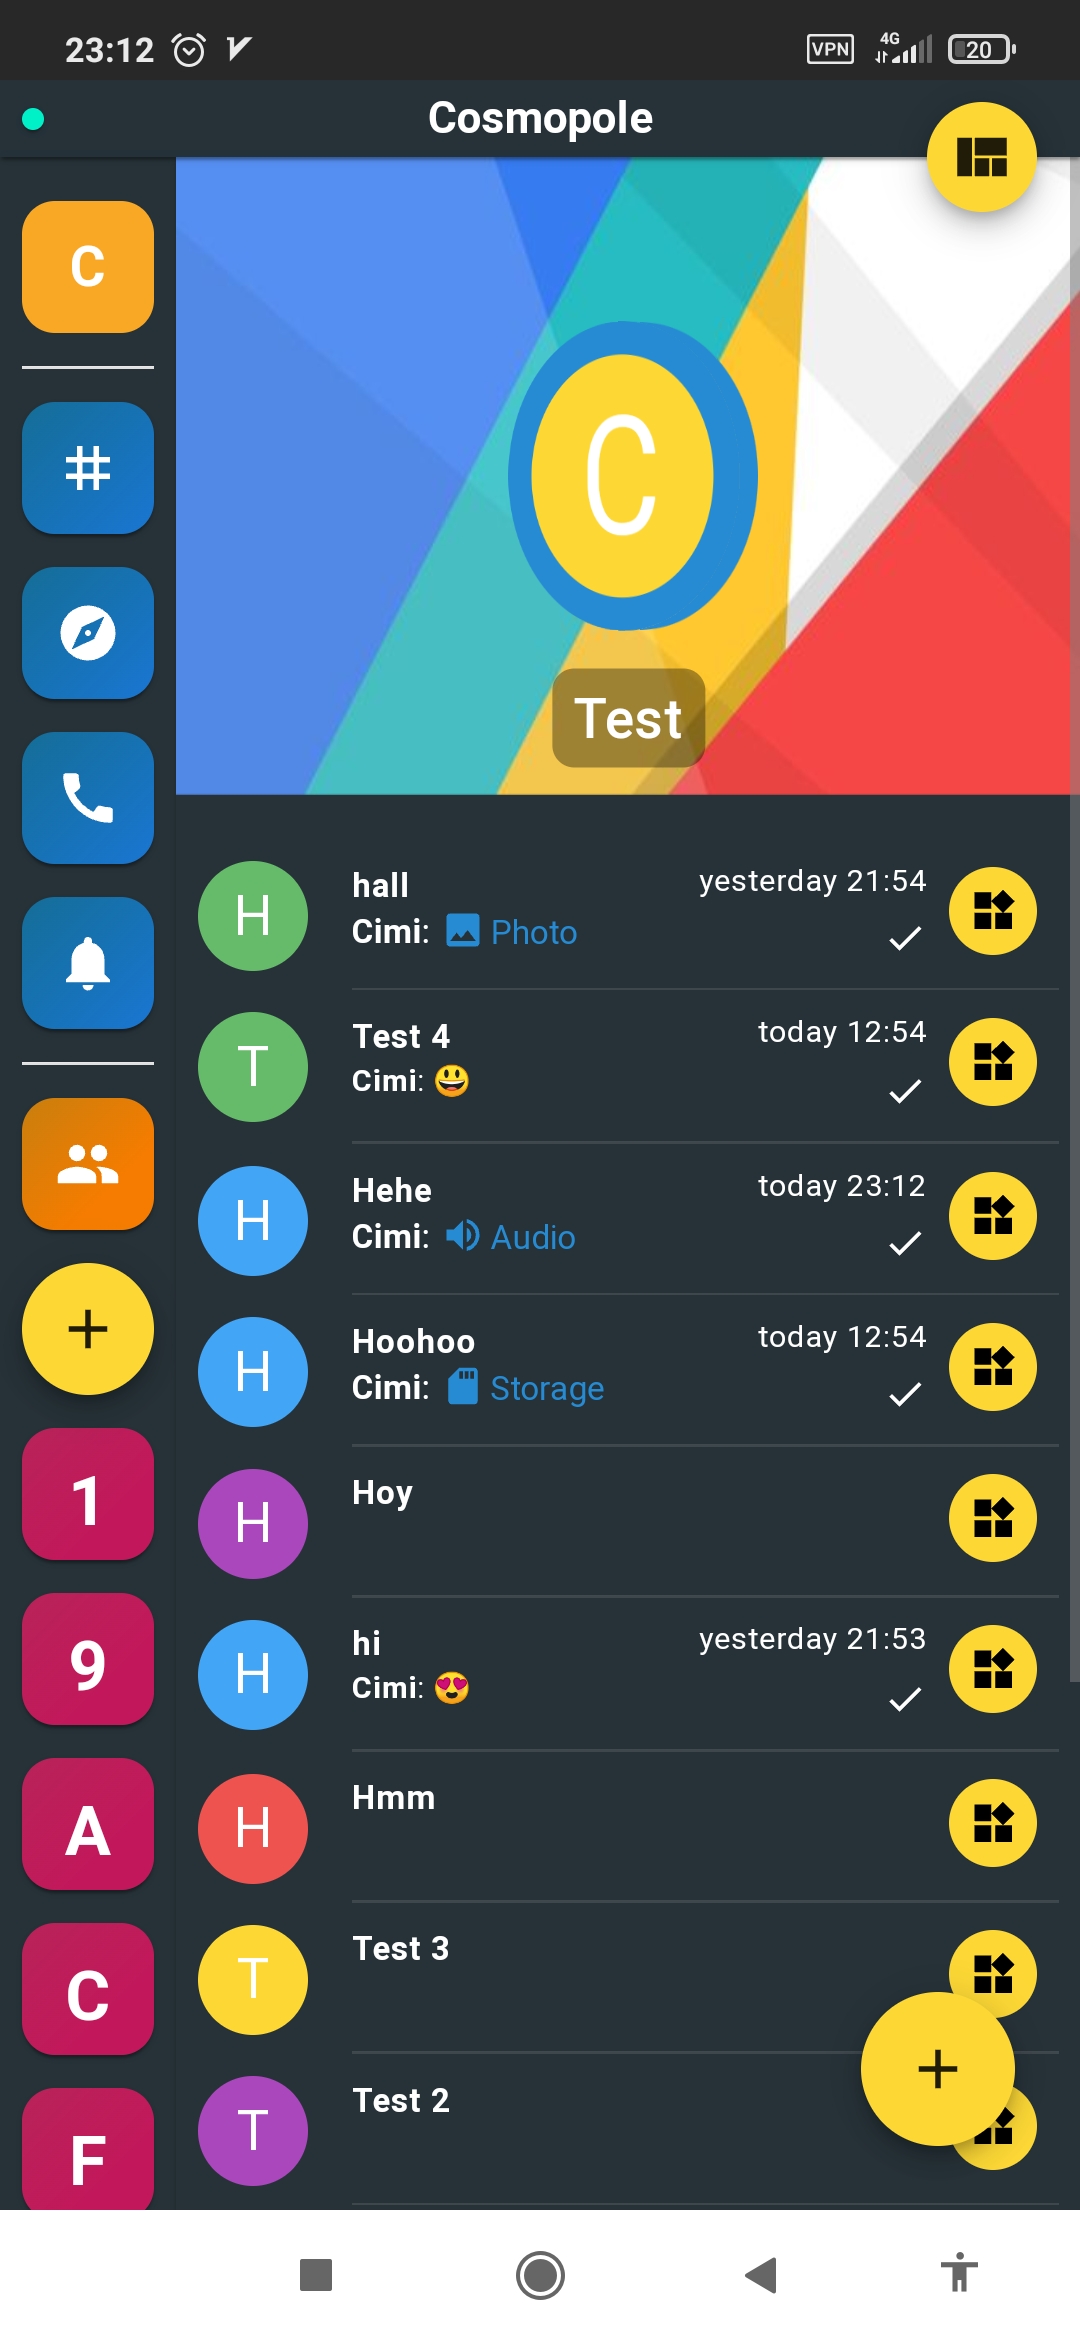 23:12
VPN
4G
20
Cosmopole
C
C
Test
H
hall
yesterday 21:54
Cimi: Photo
T
Test 4
today 12:54
Cimi: 😃
H
Hehe
today 23:12
Cimi: Audio
H
Hoohoo
today 12:54
Cimi: Storage
H
Hoy
H
hi
yesterday 21:53
Cimi: 😍
H
Hmm
T
Test 3
T
Test 2
1
9
A
C
F